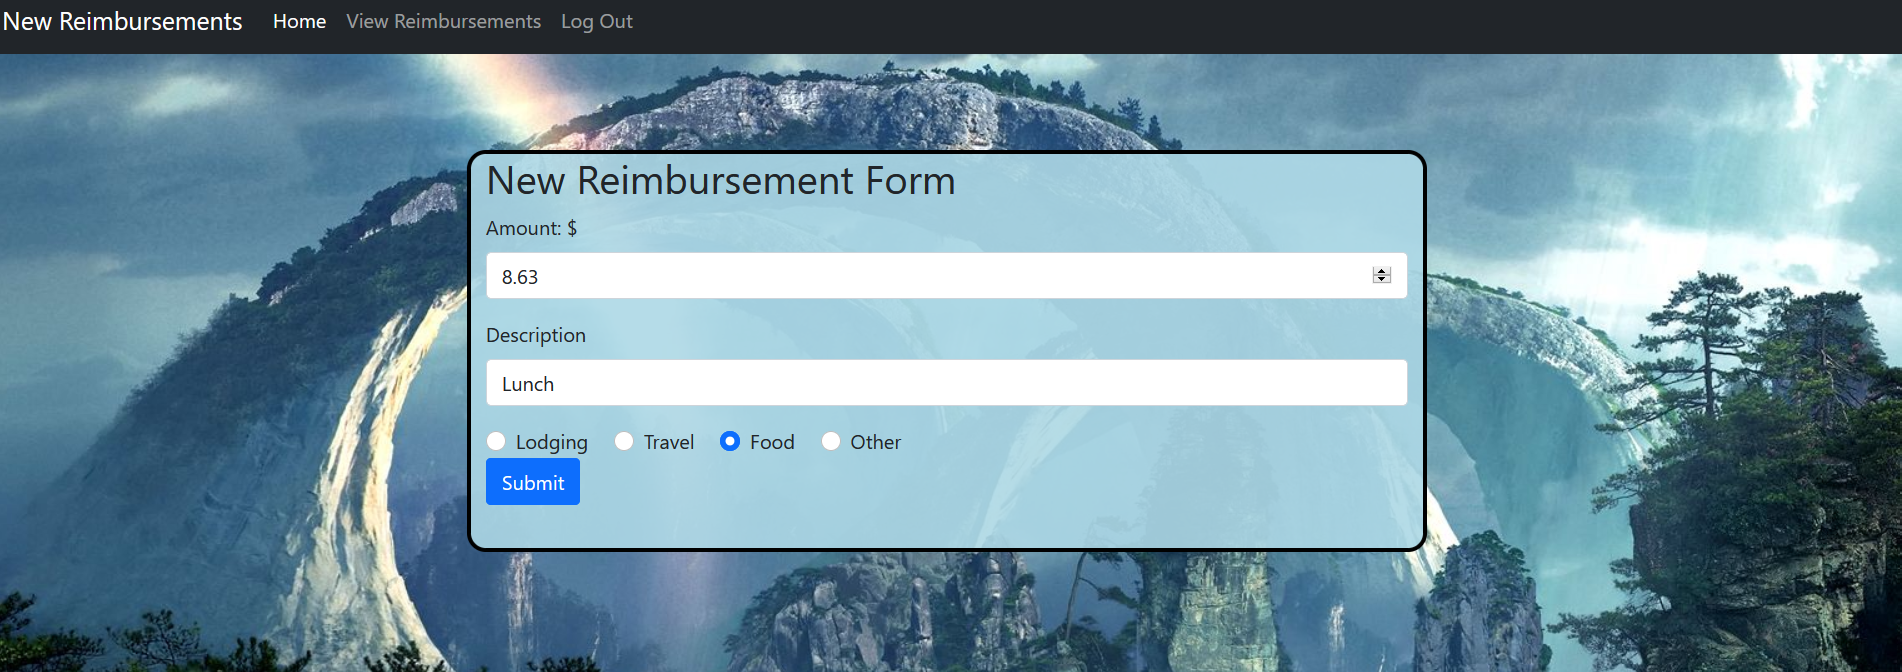 New Reimbursements Home View Reimbursements Log Out
New Reimbursement Form
Amount: $
8.63
Description
Lunch
Lodging Travel Food Other
Submit